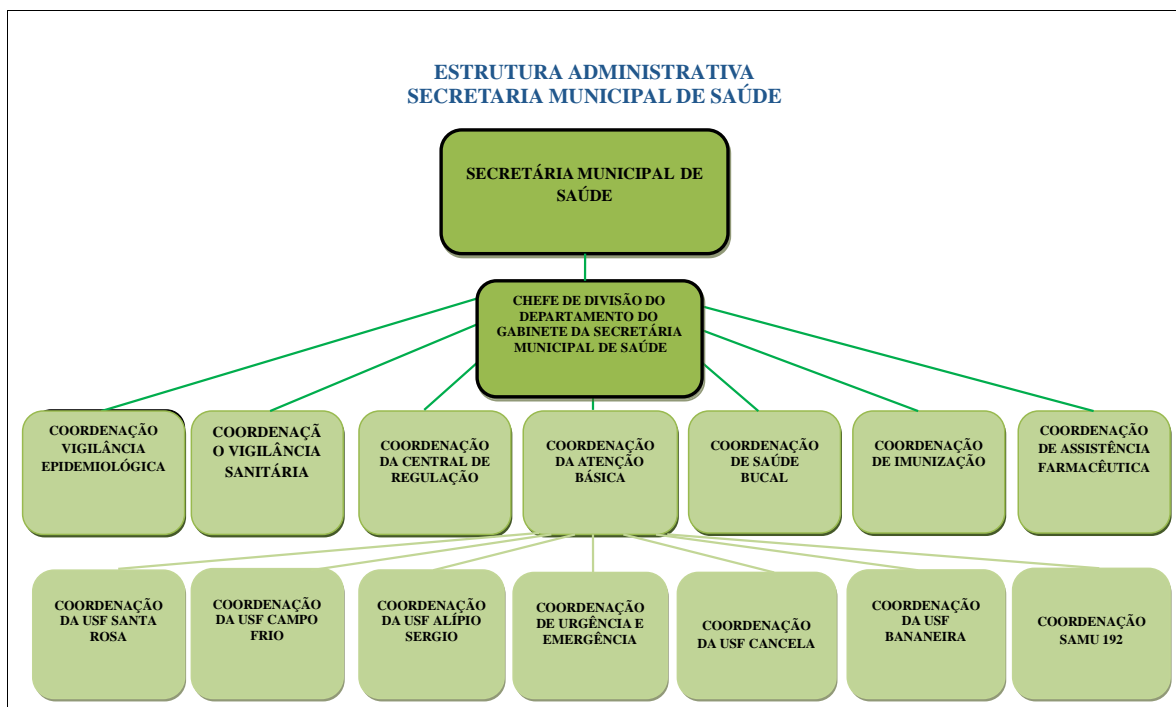 ESTRUTURA ADMINISTRATIVA
SECRETARIA MUNICIPAL DE SAÚDE
SECRETÁRIA MUNICIPAL DE
SAÚDE
CHEFE DE DIVISÃO DO
DEPARTAMENTO DO
GABINETE DA SECRETÁRIA
MUNICIPAL DE SAÚDE
COORDENAÇÃO
VIGILÂNCIA
EPIDEMIOLÓGICA
COORDENAÇÃ
O VIGILÂNCIA
SANITÁRIA
COORDENAÇÃO
DA CENTRAL DE
REGULAÇÃO
COORDENAÇÃO
DA ATENÇÃO
BÁSICA
COORDENAÇÃO
DE SAÚDE
BUCAL
COORDENAÇÃO
DE IMUNIZAÇÃO
COORDENAÇÃO
DE ASSISTÊNCIA
FARMACÊUTICA
COORDENAÇÃO
DA USF SANTA
ROSA
COORDENAÇÃO
DA USF CAMPO
FRIO
COORDENAÇÃO
DA USF ALÍPIO
SERGIO
COORDENAÇÃO
DE URGÊNCIA E
EMERGÊNCIA
COORDENAÇÃO
DA USF CANCELA
COORDENAÇÃO
DA USF
BANANEIRA
COORDENAÇÃO
SAMU 192